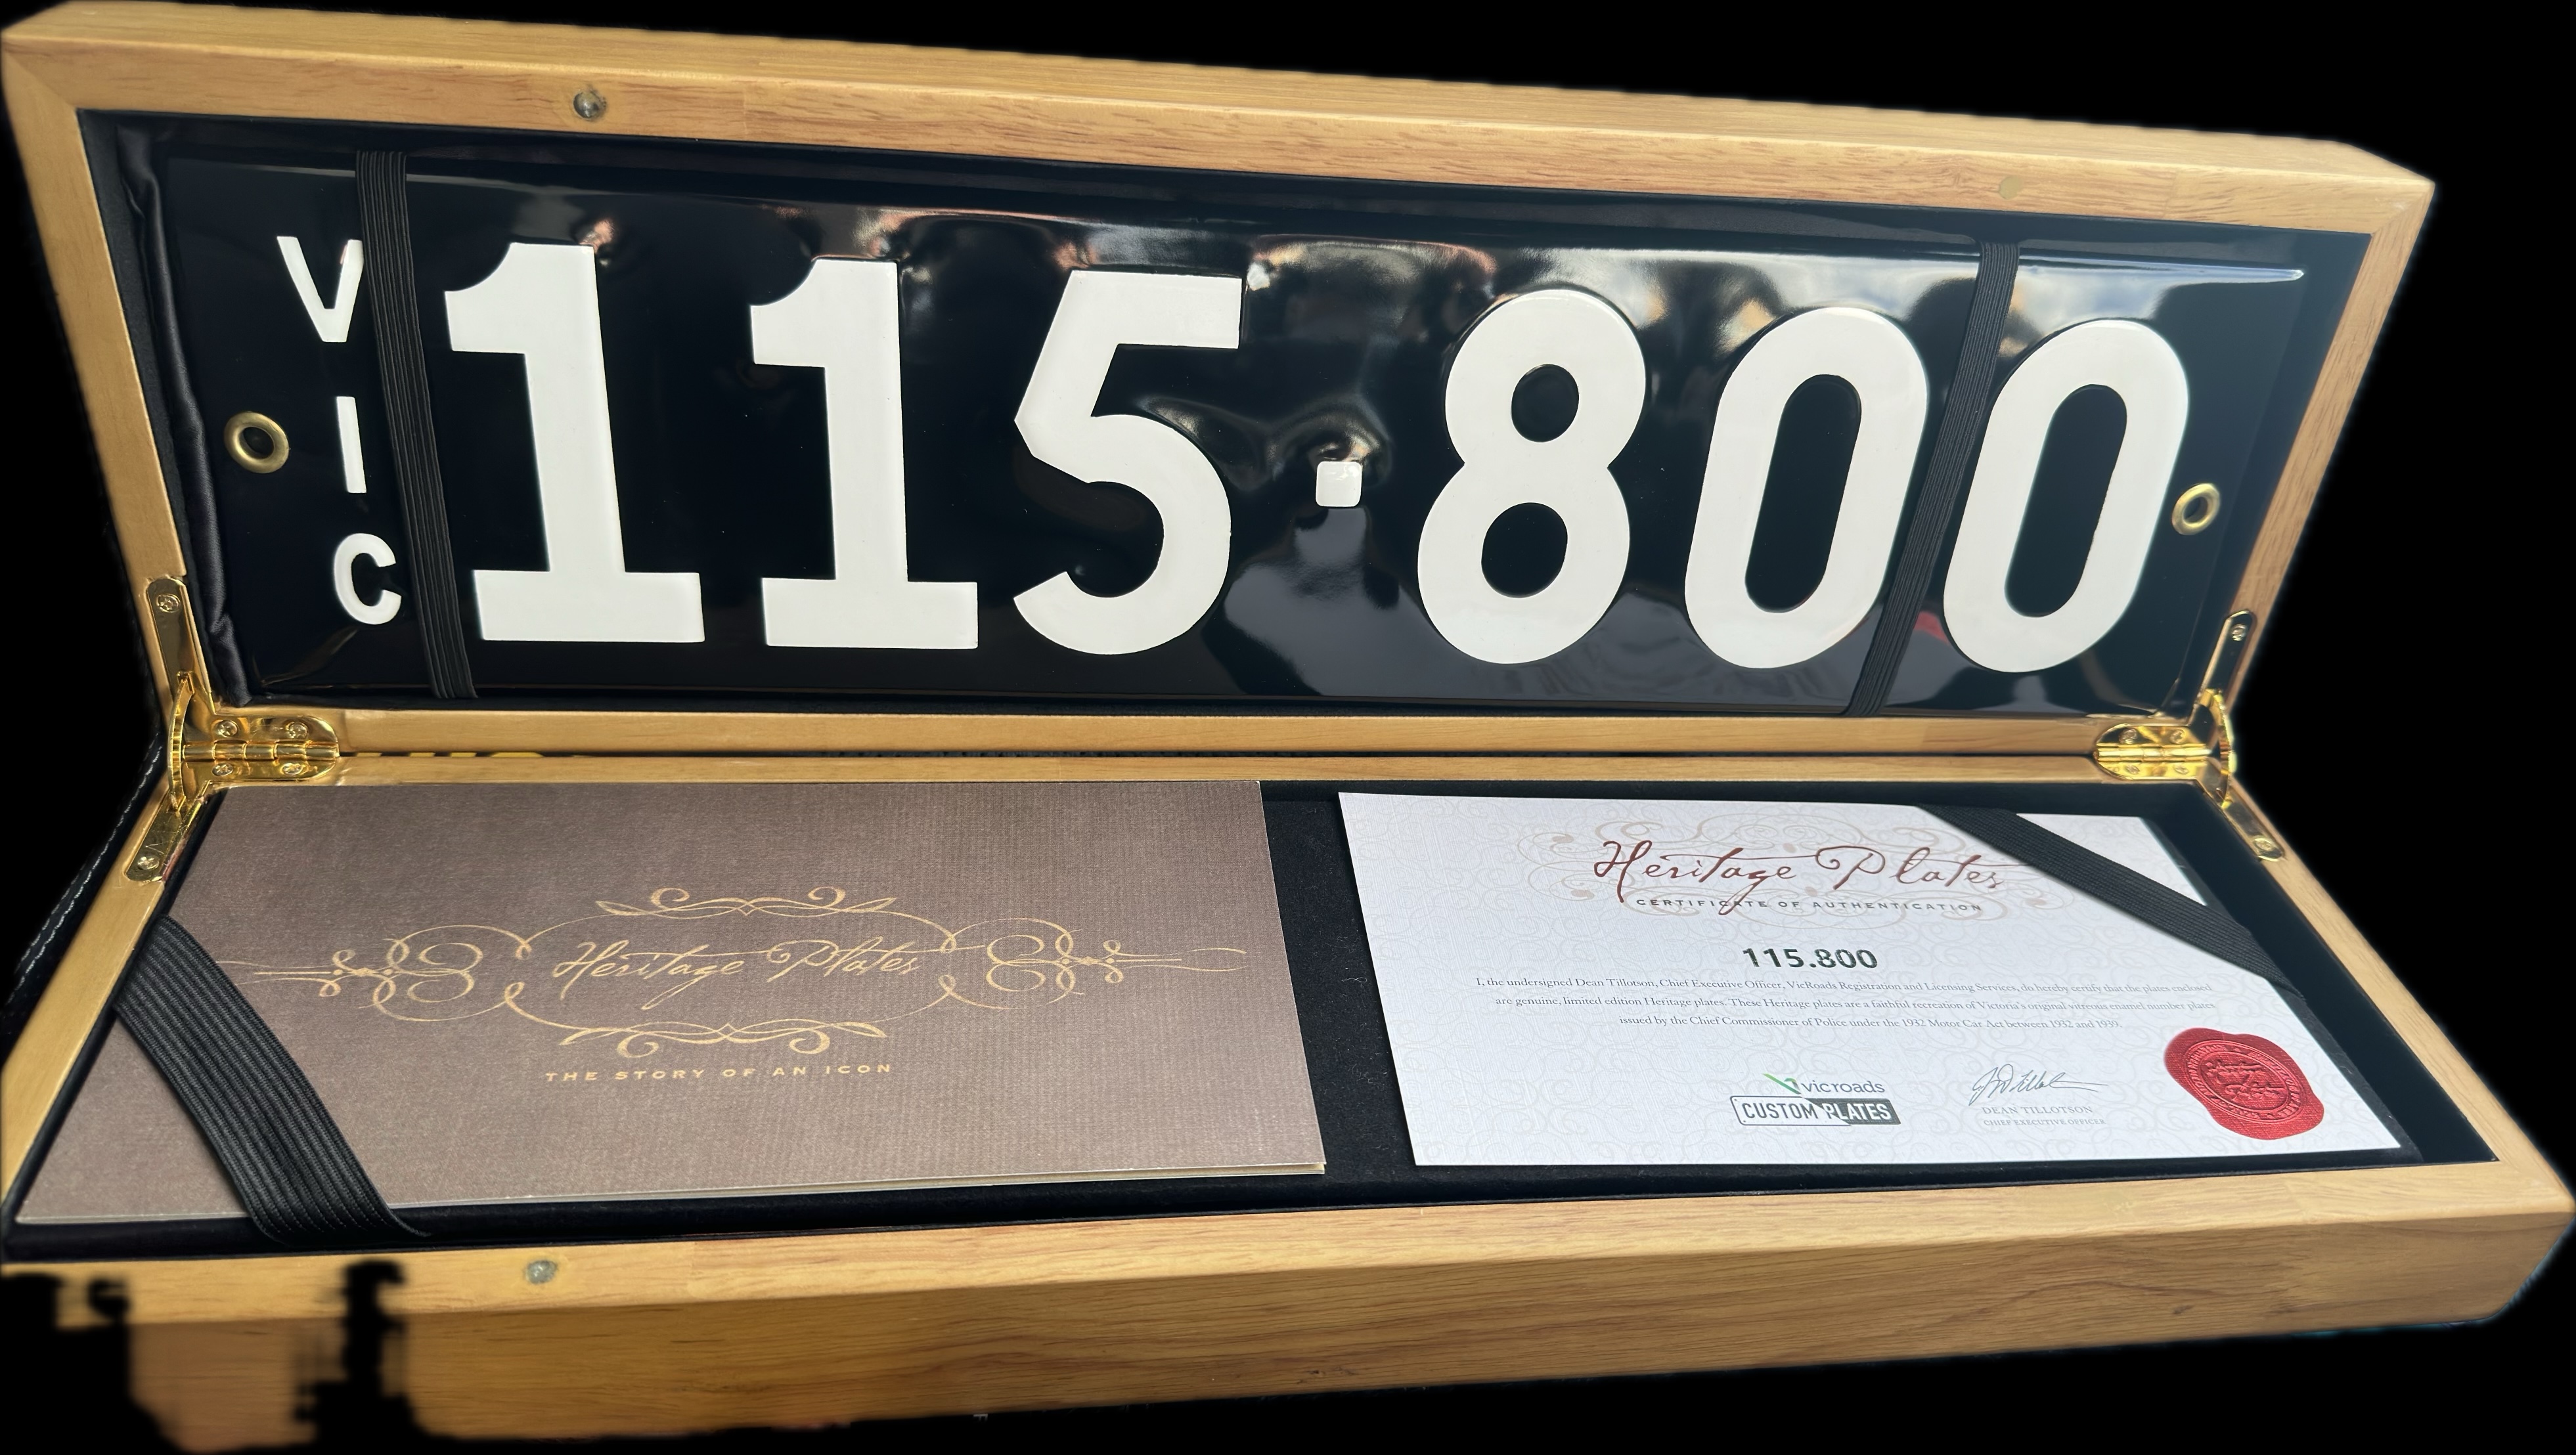 VIC
115·800
Heritage Plates
THE STORY OF AN ICON
Heritage Plates
CERTIFICATE OF AUTHENTICATION
115.800
I, the undersigned Dean Tillotson, Chief Executive Officer, VicRoads Registration and Licensing Services, do hereby certify that the plates enclosed
are genuine, limited edition Heritage plates. These Heritage plates are a faithful recreation of Victoria's original vitreous enamel number plates
issued by the Chief Commissioner of Police under the 1932 Motor Car Act between 1932 and 1939.
vicroads
CUSTOM PLATES
DEAN TILLOTSON
CHIEF EXECUTIVE OFFICER